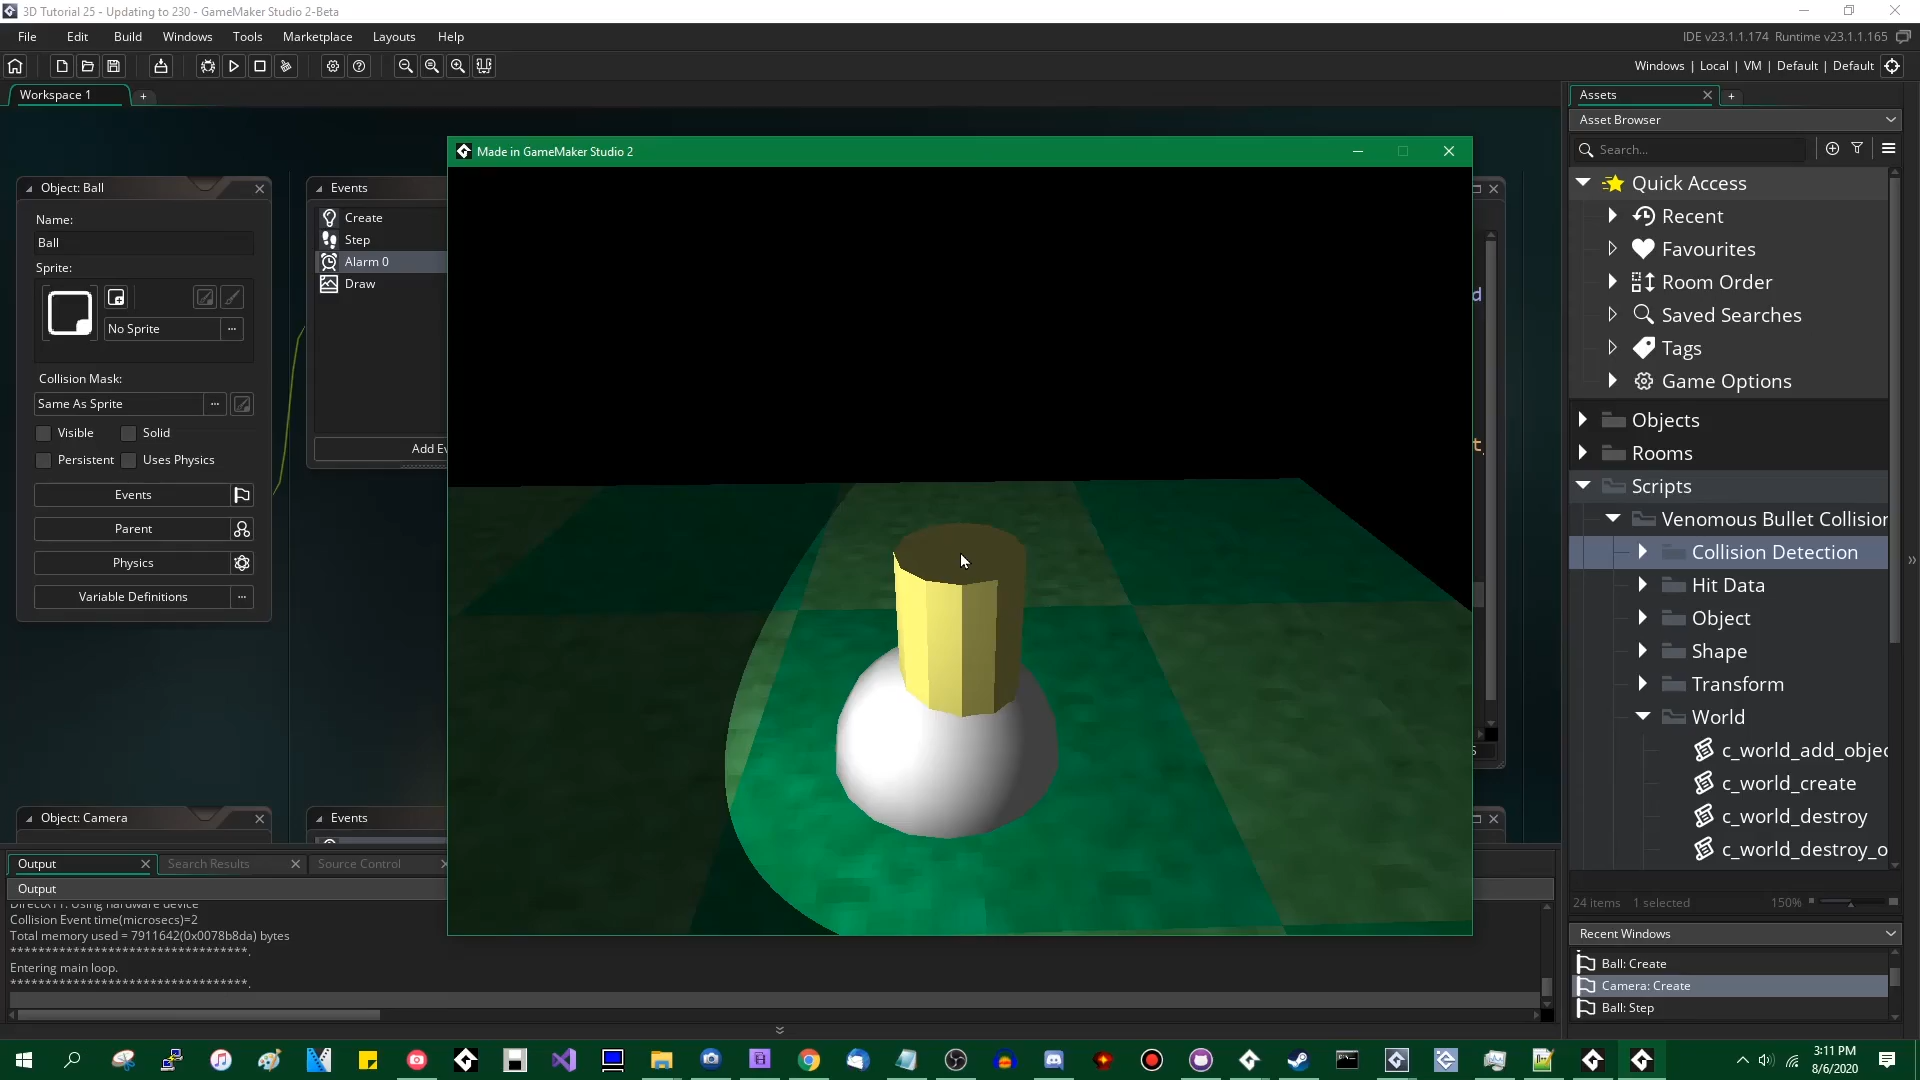 3D Tutorial 25 - Updating to 230 - GameMaker Studio 2-Beta
File Edit Build Windows Tools Marketplace Layouts Help
IDE v23.1.1.174 Runtime v23.1.1.165
Windows | Local | VM | Default | Default
Workspace 1
Made in GameMaker Studio 2
Object: Ball
Name:
Ball
Sprite:
No Sprite
Collision Mask:
Same As Sprite
Visible Solid
Persistent Uses Physics
Events
Parent
Physics
Variable Definitions
Events
Create
Step
Alarm 0
Draw
Add Ev
d
t
Object: Camera
Events
Output Search Results Source Control
Output
DirectX11: Using hardware device
Collision Event time(microsecs)=2
Total memory used = 7911642(0x0078b8da) bytes
*********************************.
Entering main loop.
*********************************.
Assets
Asset Browser
Search...
Quick Access
Recent
Favourites
Room Order
Saved Searches
Tags
Game Options
Objects
Rooms
Scripts
Venomous Bullet Collision
Collision Detection
Hit Data
Object
Shape
Transform
World
c_world_add_objec
c_world_create
c_world_destroy
c_world_destroy_o
24 items 1 selected 150%
Recent Windows
Ball: Create
Camera: Create
Ball: Step
3:11 PM
8/6/2020